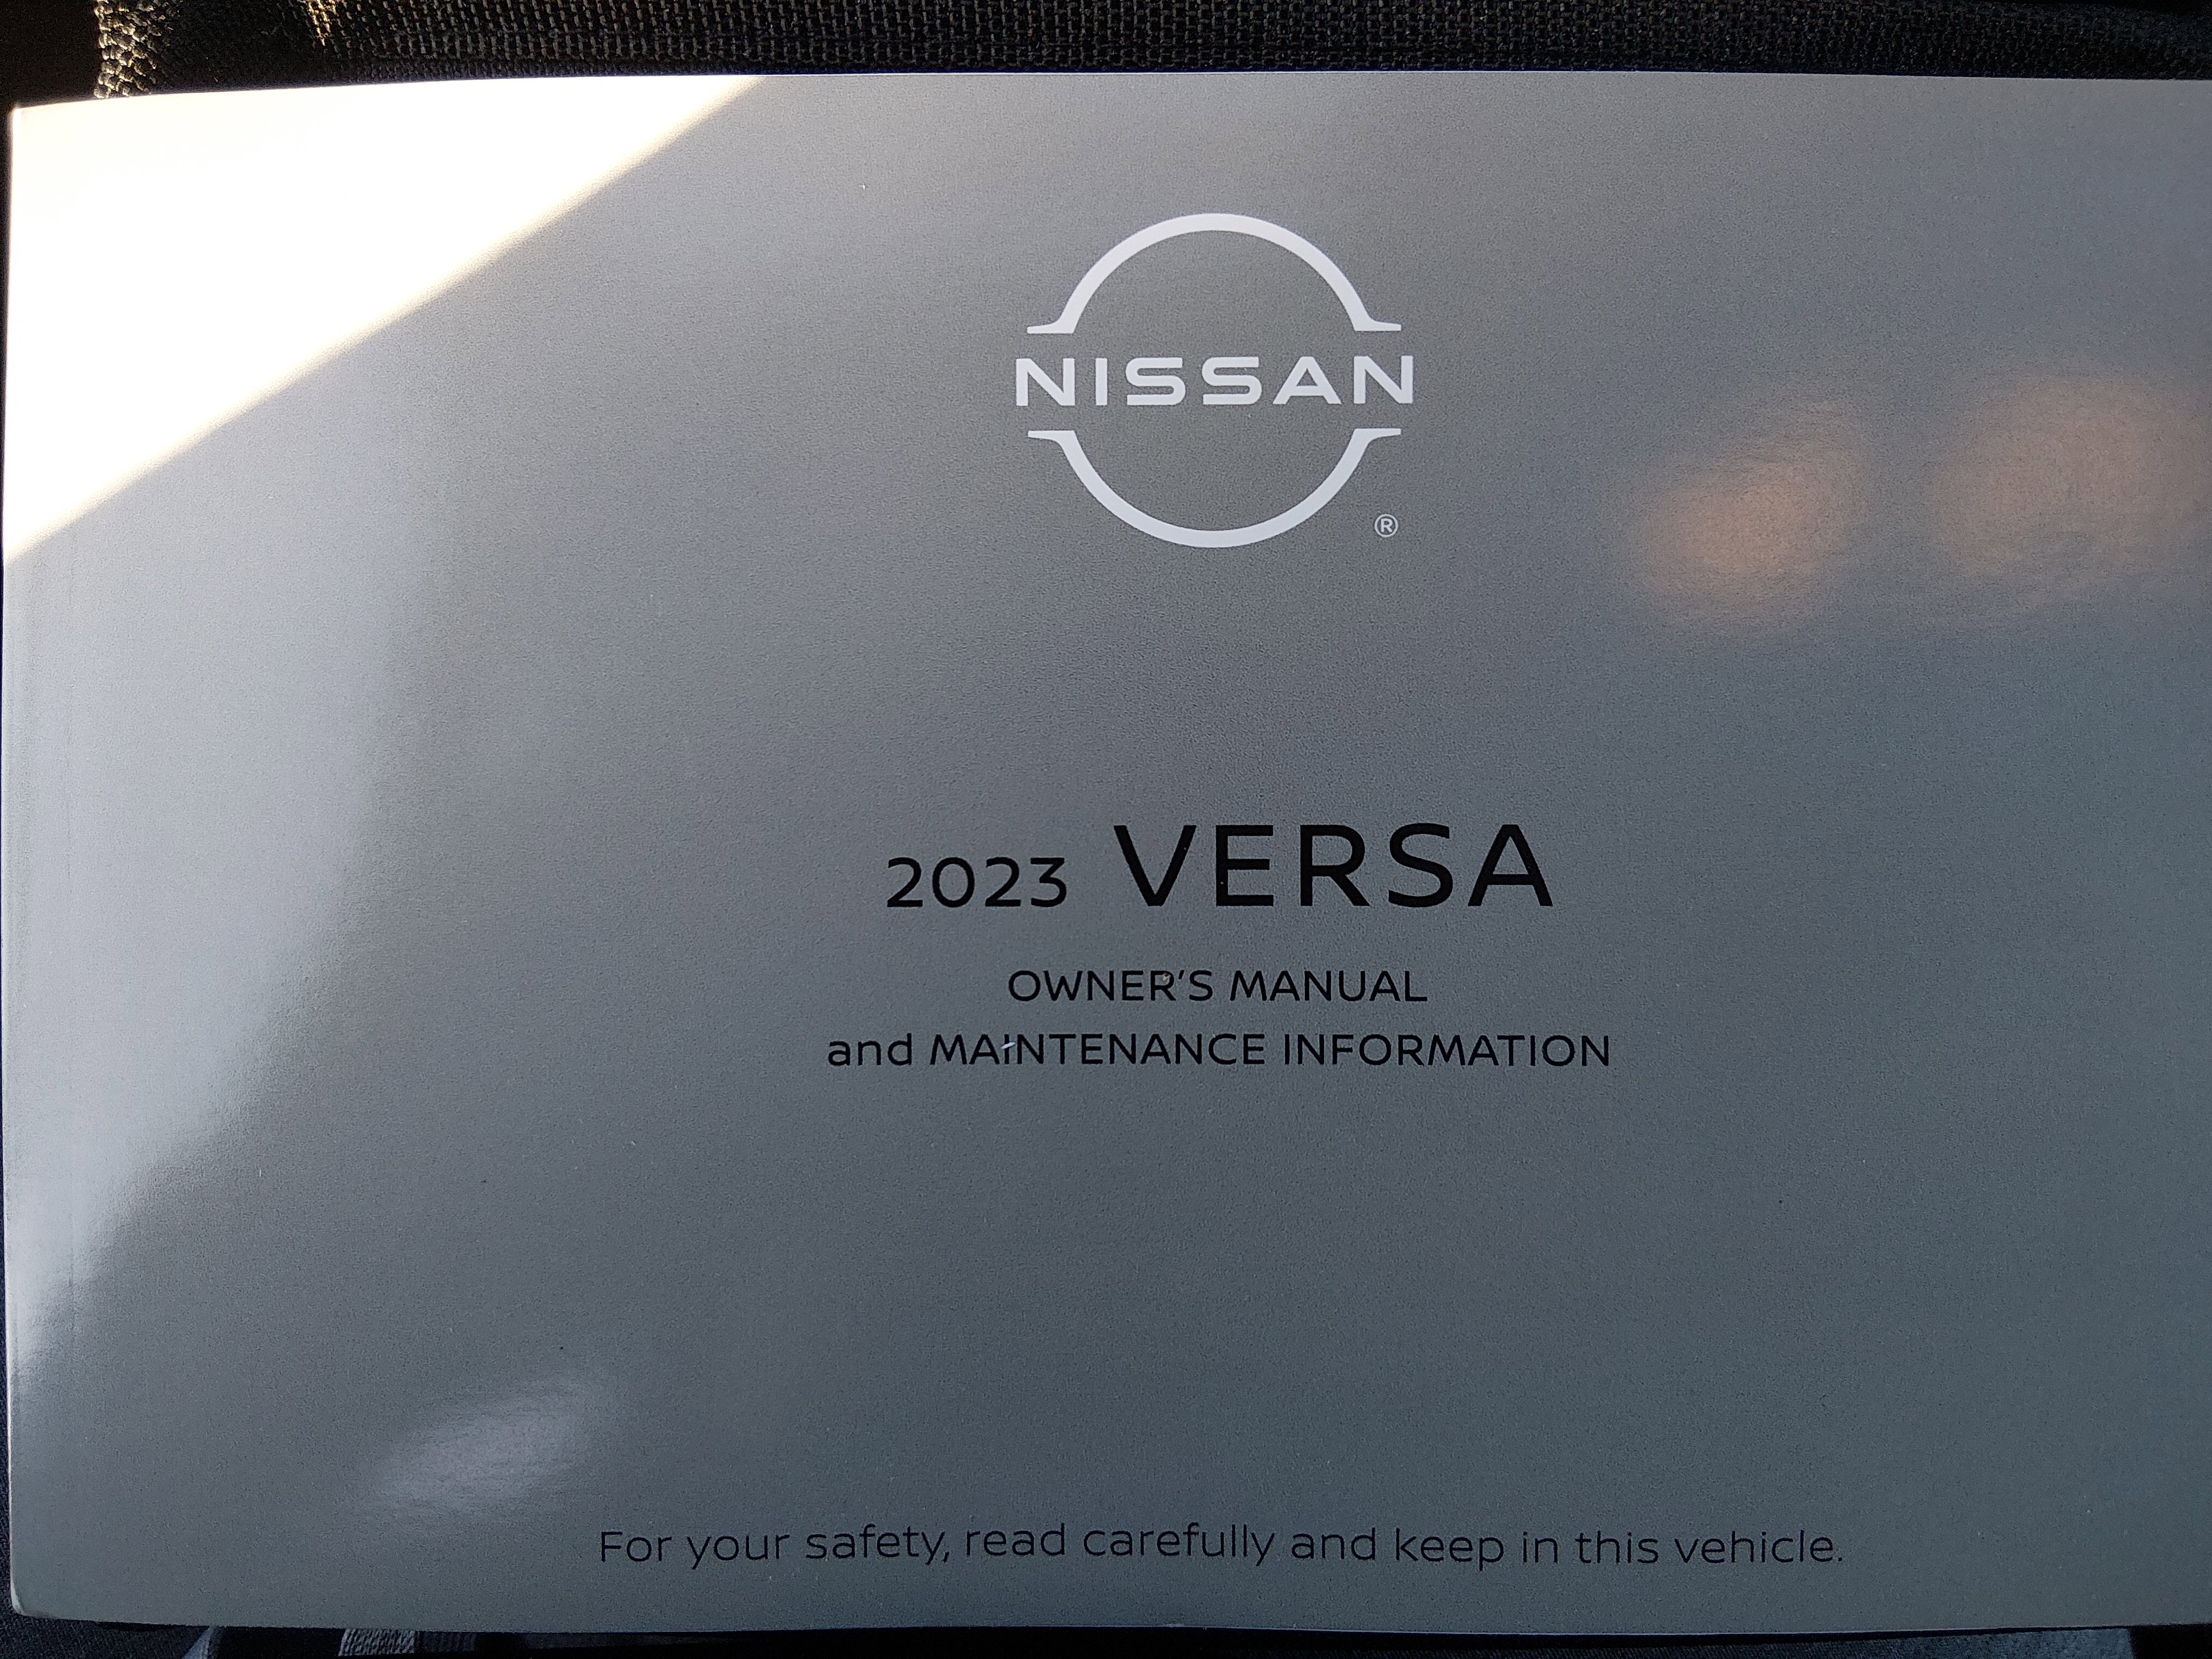 NISSAN
®
2023 VERSA
OWNER'S MANUAL
and MAINTENANCE INFORMATION
For your safety, read carefully and keep in this vehicle.